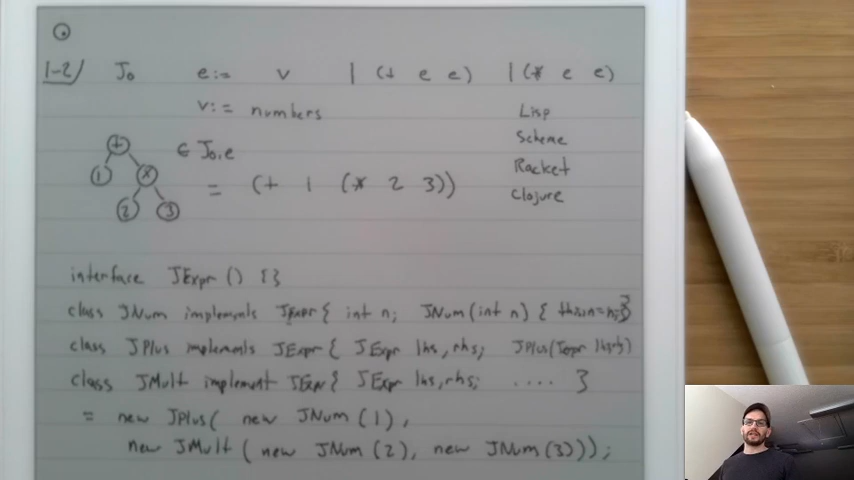 1-2/ J₀ e := v | (+ e e) | (* e e)
v := numbers
Lisp
Scheme
Racket
Clojure
+ ∈ J₀.e
1 * = (+ 1 (* 2 3))
2 3
interface JExpr () {}
class JNum implements JExpr { int n; JNum(int n) { this.n=n; }}
class JPlus implements JExpr { JExpr lhs, rhs; JPlus(JExpr
class JMult implement JExpr { JExpr lhs, rhs; .... }
= new JPlus( new JNum (1),
new JMult ( new JNum (2), new JNum (3)));